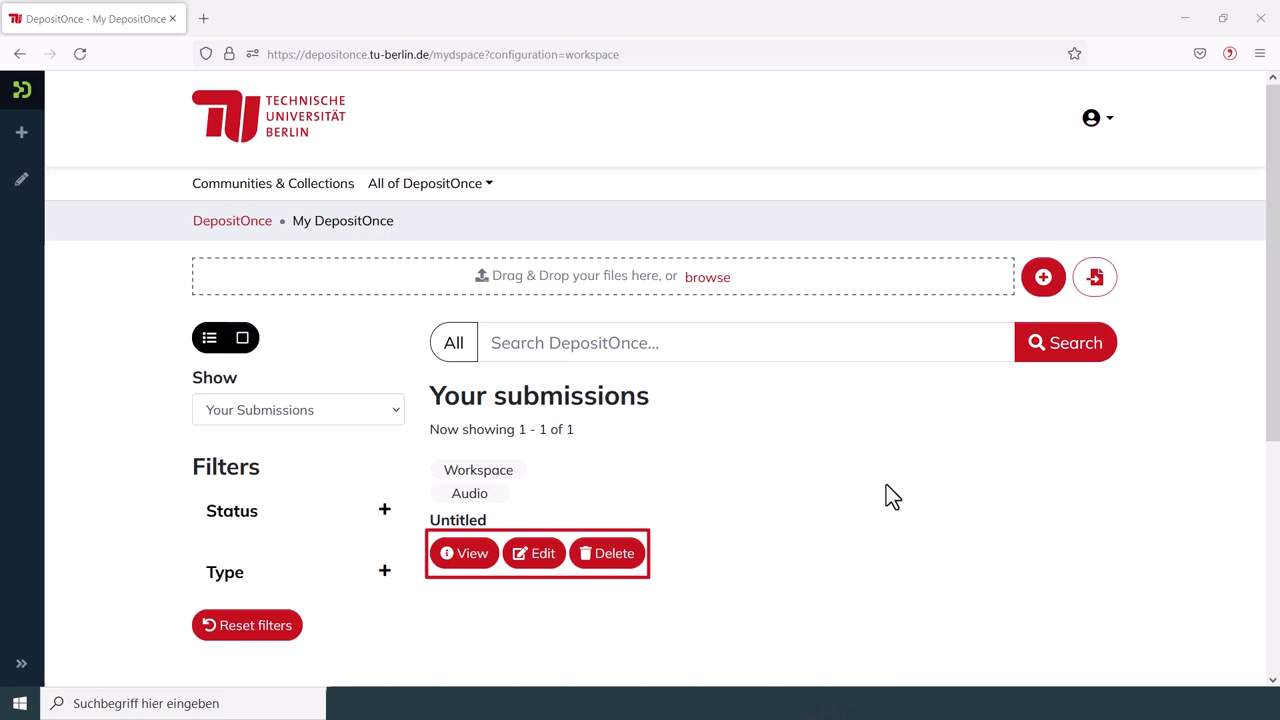 DepositOnce - My DepositOnce
https://depositonce.tu-berlin.de/mydspace?configuration=workspace
TECHNISCHE
UNIVERSITÄT
BERLIN
Communities & Collections All of DepositOnce
DepositOnce • My DepositOnce
Drag & Drop your files here, or browse
All Search DepositOnce... Search
Show
Your Submissions
Filters
Status
Type
Reset filters
Your submissions
Now showing 1 - 1 of 1
Workspace
Audio
Untitled
View Edit Delete
Suchbegriff hier eingeben